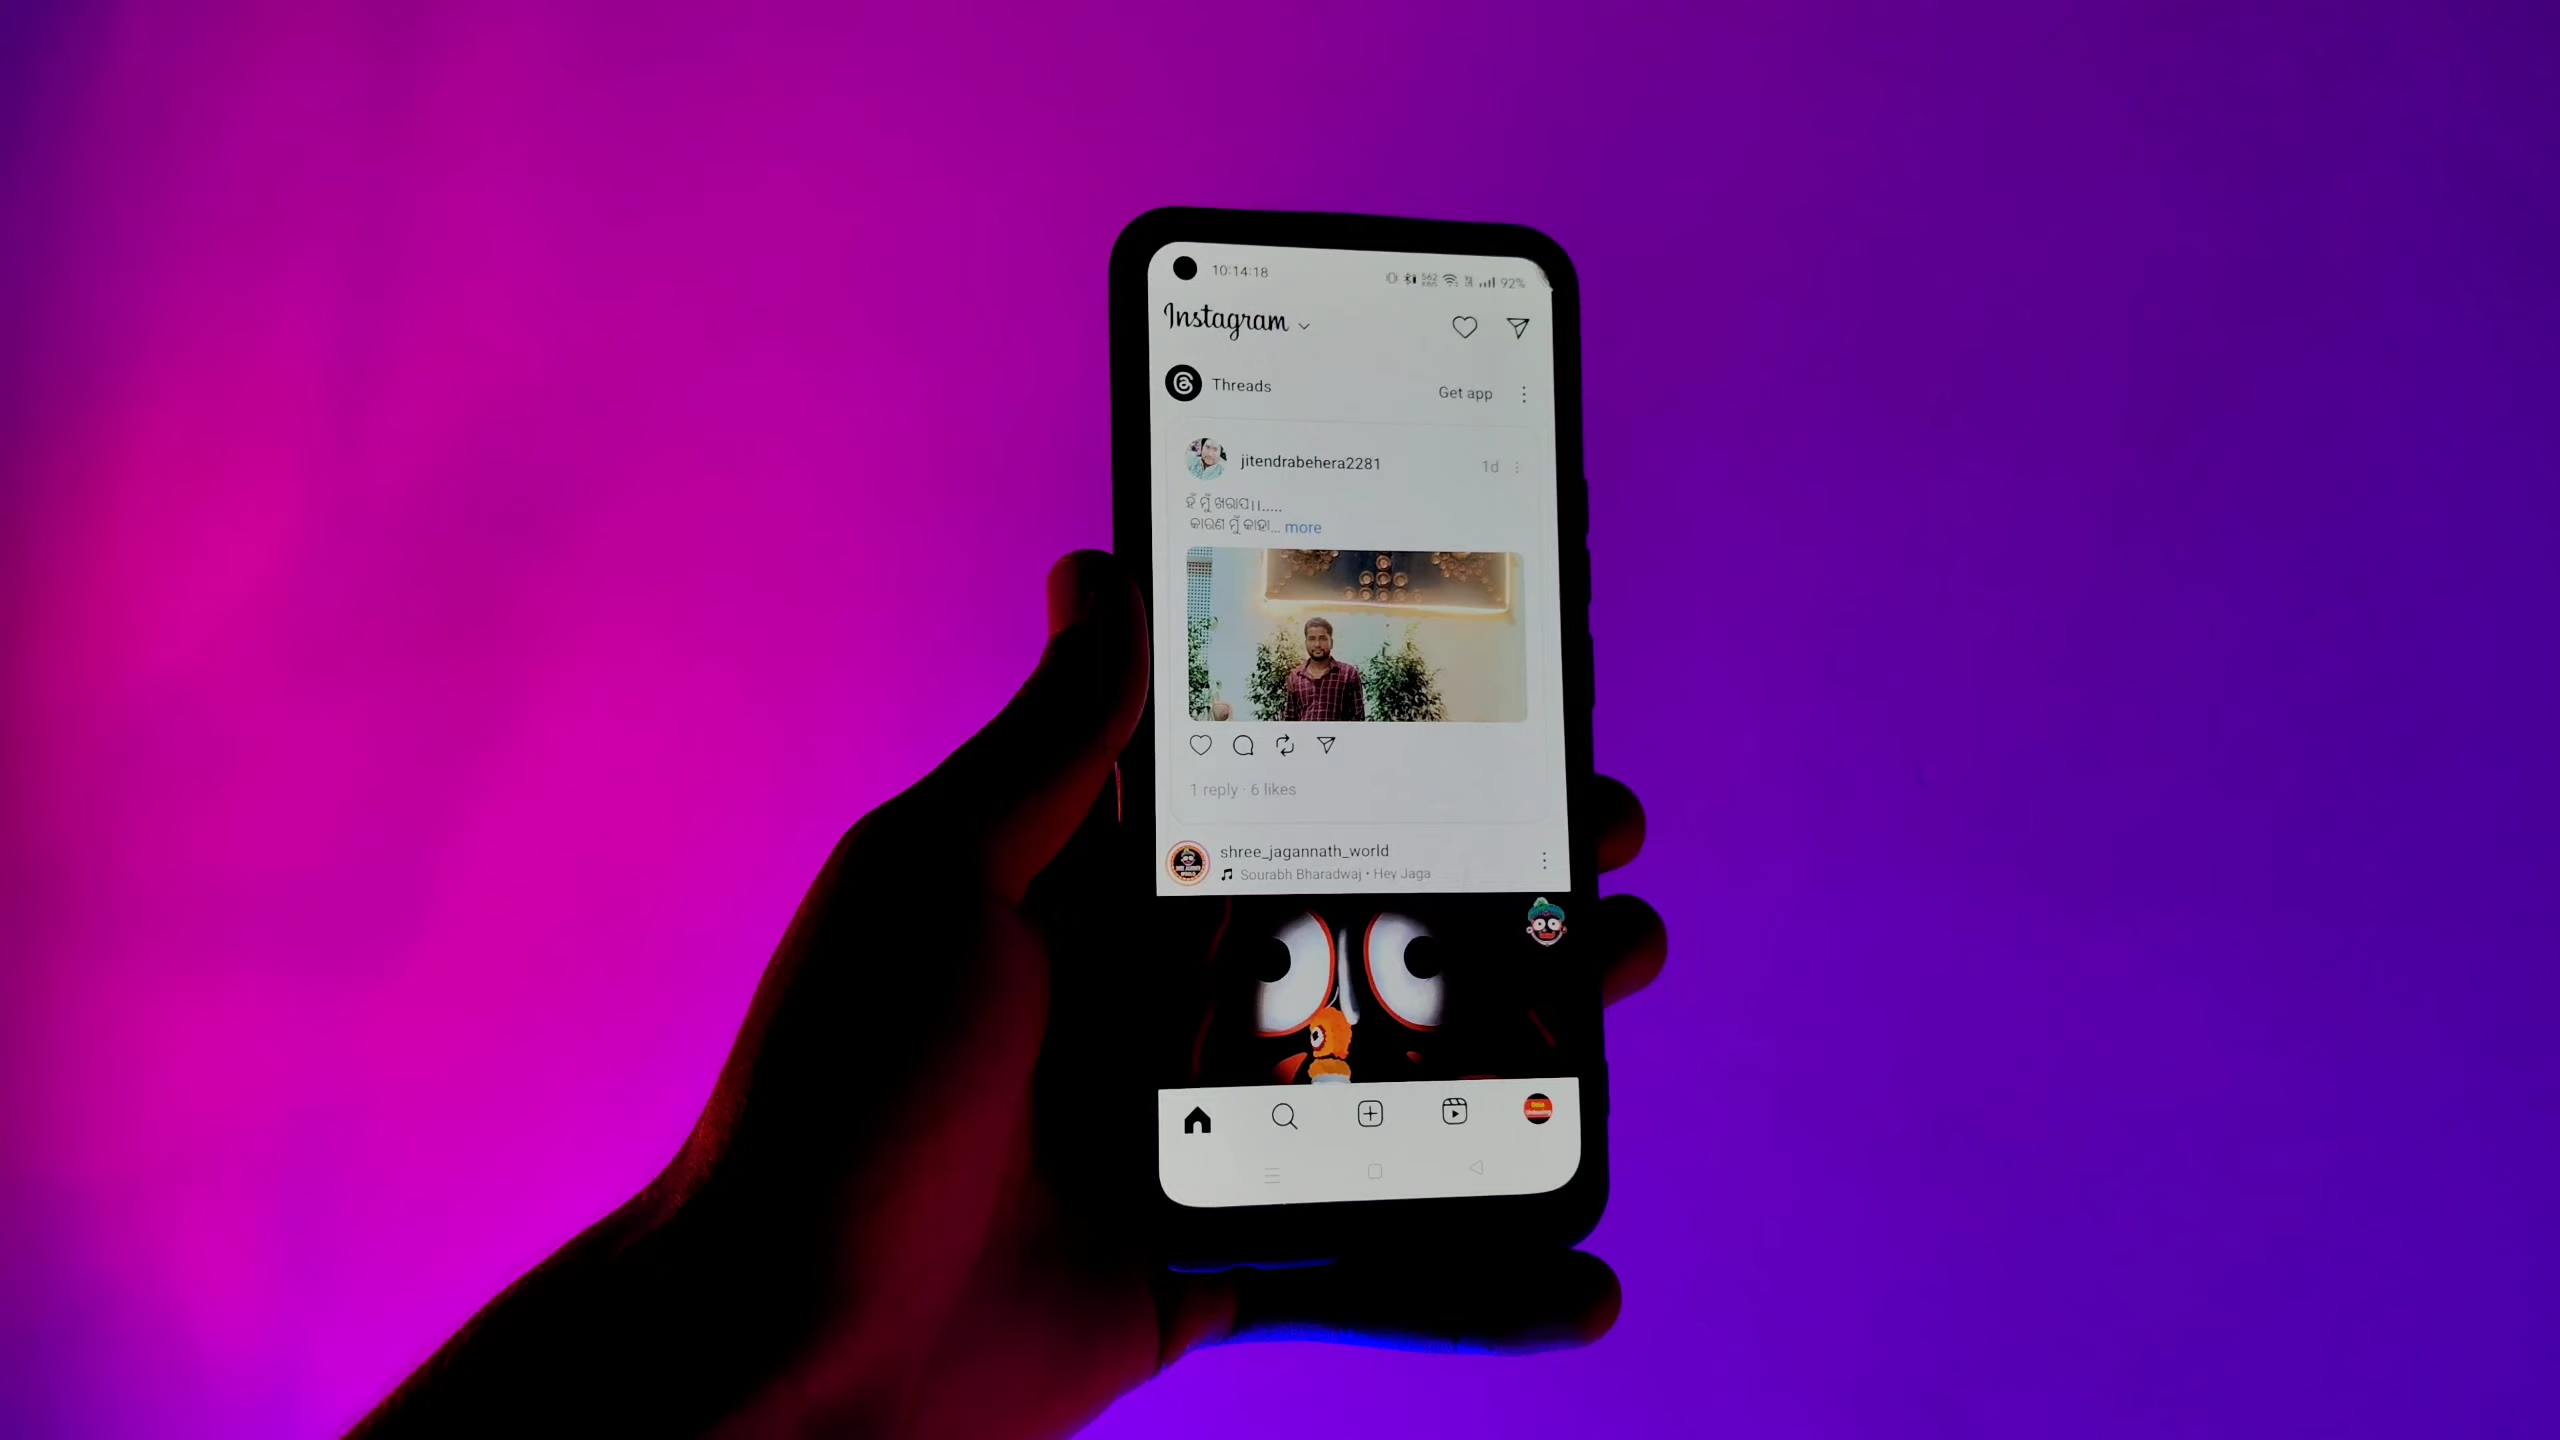 10:14:18
92%
Instagram
Threads
Get app
jitendrabehera2281
1d
ହଁ ମୁଁ ଖରାପ।।.....
କାରଣ ମୁଁ କାହା... more
1 reply · 6 likes
shree_jagannath_world
Sourabh Bharadwaj • Hey Jaga